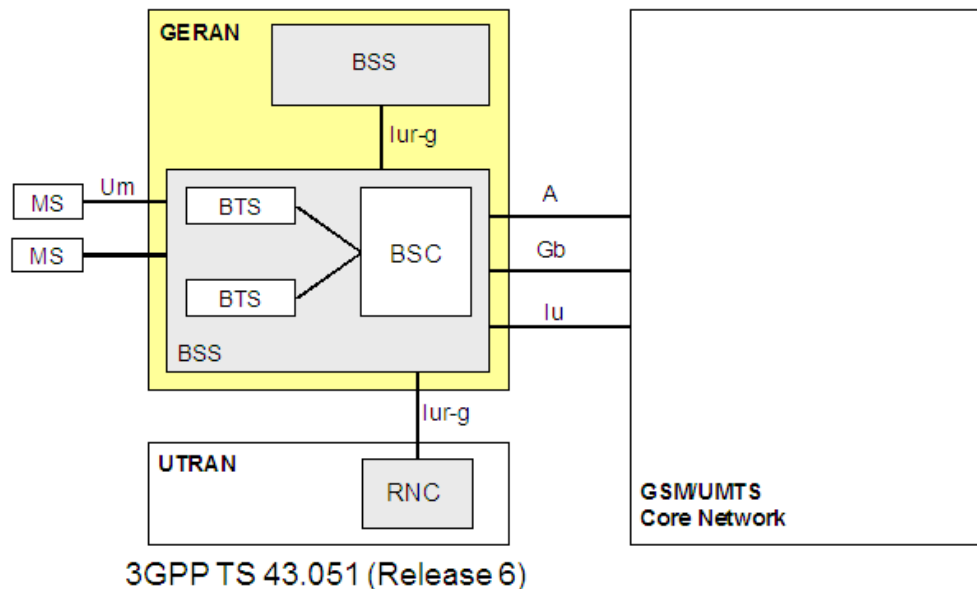 GERAN
BSS
Iur-g
MS
Um
BTS
BSC
A
MS
Gb
BTS
Iu
BSS
Iur-g
UTRAN
RNC
GSM/UMTS
Core Network
3GPP TS 43.051 (Release 6)